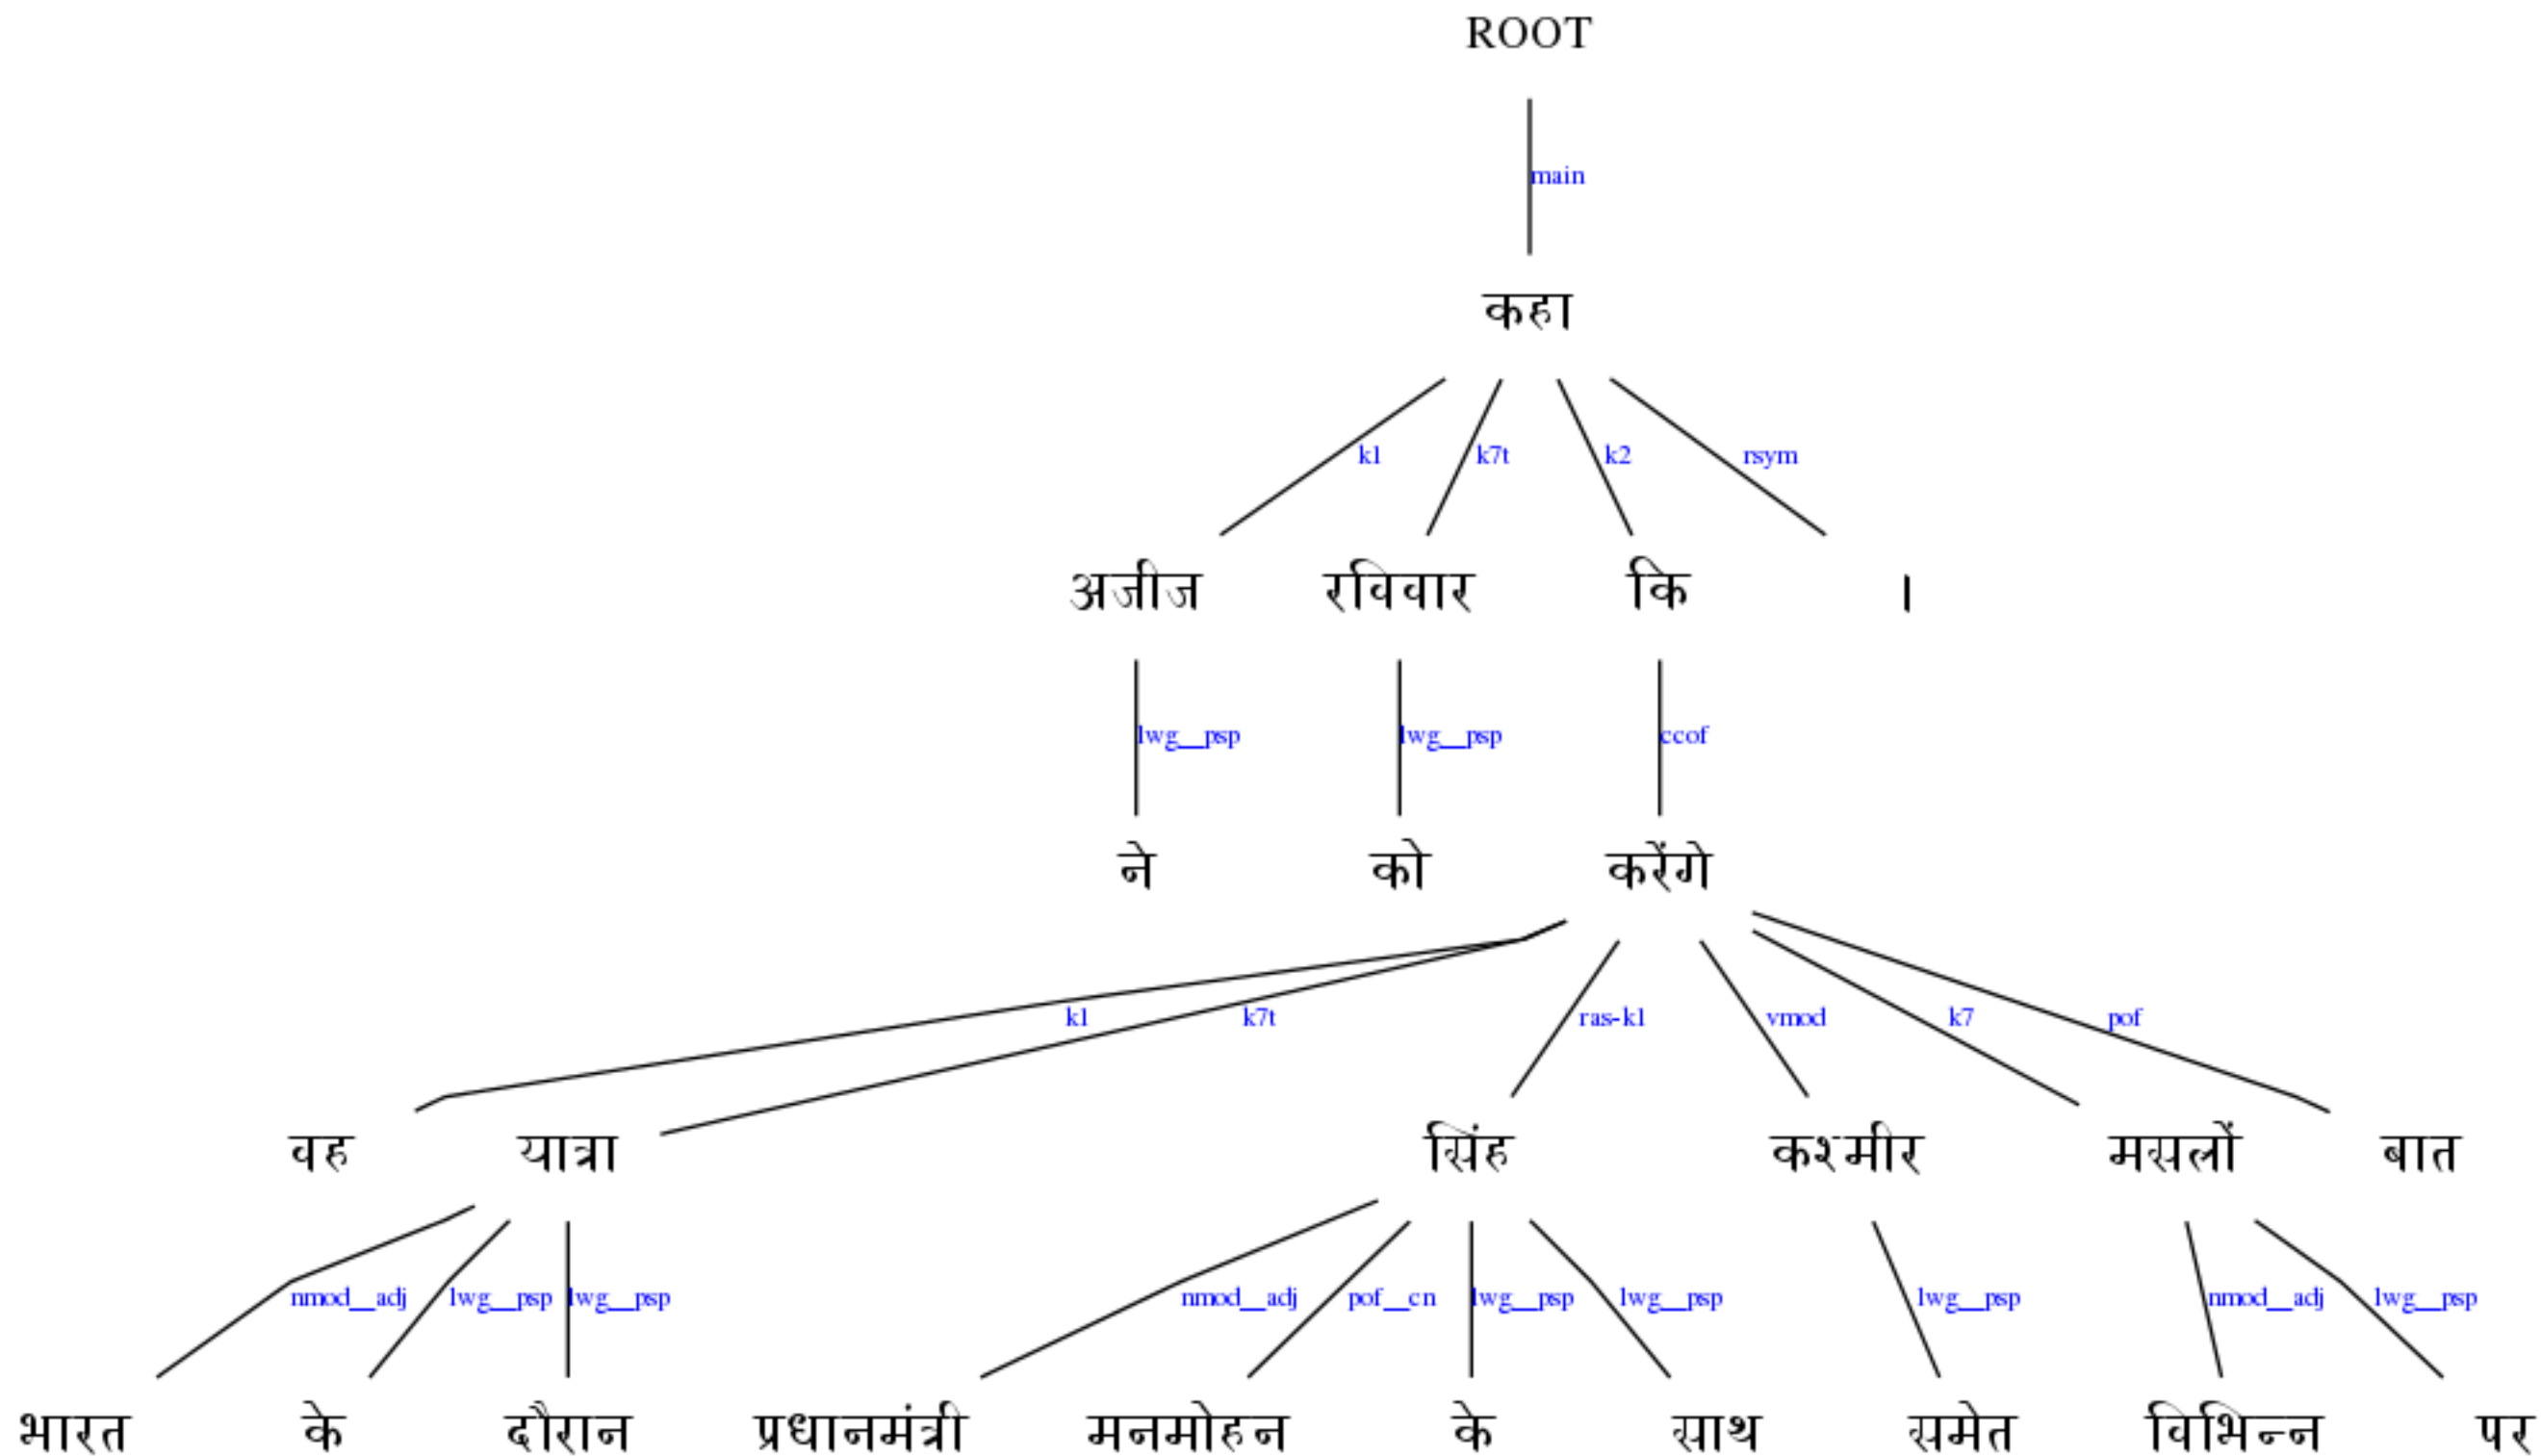 ROOT
main
कहा
k1 k7t k2 rsym
अजीज रविवार कि ।
lwg__psp lwg__psp ccof
ने को करेंगे
k1 k7t ras-k1 vmod k7 pof
वह यात्रा सिंह कश्मीर मसलों बात
nmod__adj lwg__psp lwg__psp nmod__adj pof__cn lwg__psp lwg__psp lwg__psp nmod__adj lwg__psp
भारत के दौरान प्रधानमंत्री मनमोहन के साथ समेत विभिन्न पर